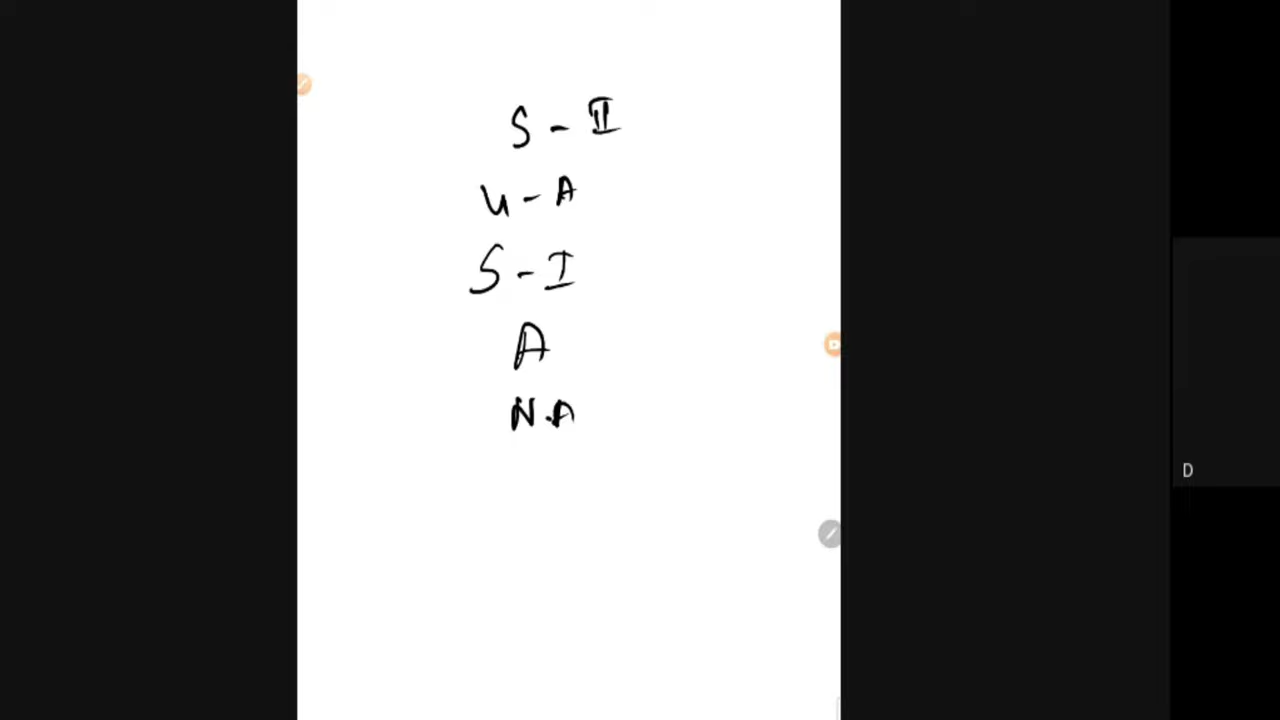 S - II
U - A
S - I
A
N.A
D